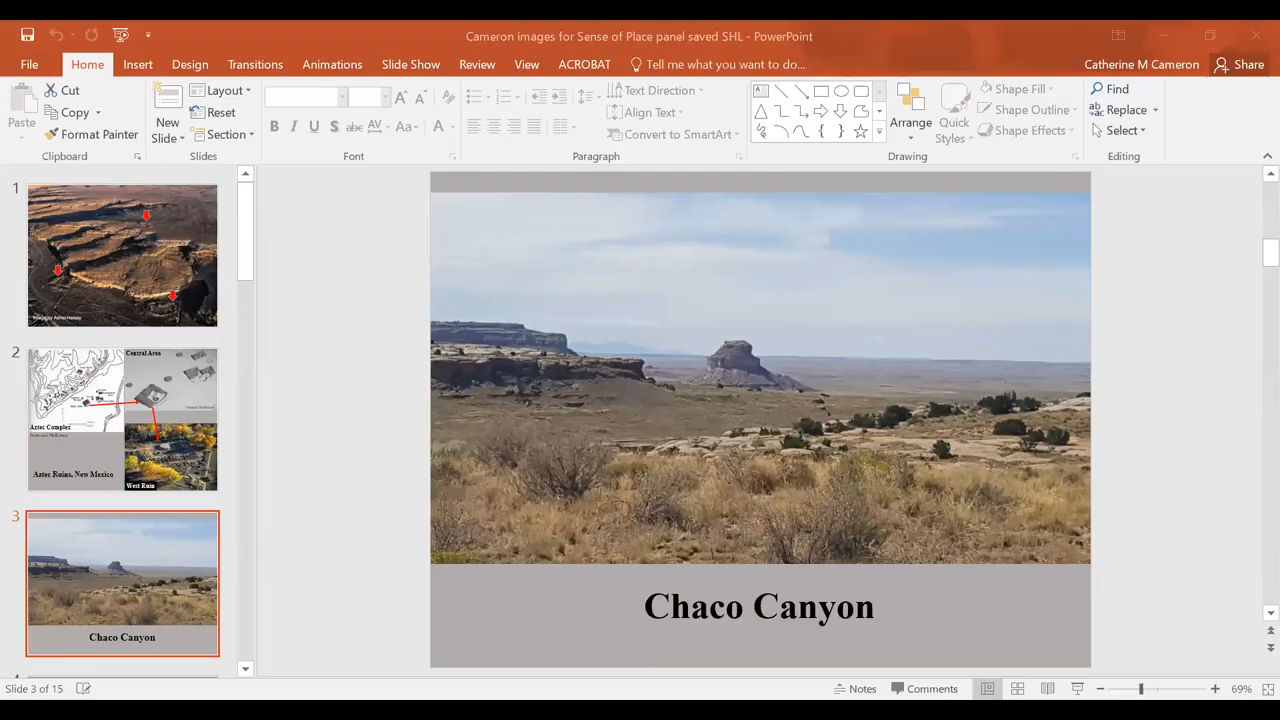 Cameron images for Sense of Place panel saved SHL - PowerPoint
File Home Insert Design Transitions Animations Slide Show Review View ACROBAT Tell me what you want to do... Catherine M Cameron Share
Paste
Cut
Copy
Format Painter
Clipboard
New Slide
Layout
Reset
Section
Slides
B I U S abc AV Aa A
Font
Text Direction
Align Text
Convert to SmartArt
Paragraph
Arrange
Quick Styles
Shape Fill
Shape Outline
Shape Effects
Drawing
Find
Replace
Select
Editing
1
2
Central Area
Aztec Complex
Aztec Ruins, New Mexico
West Ruin
3
Chaco Canyon
Chaco Canyon
Slide 3 of 15 Notes Comments 69%